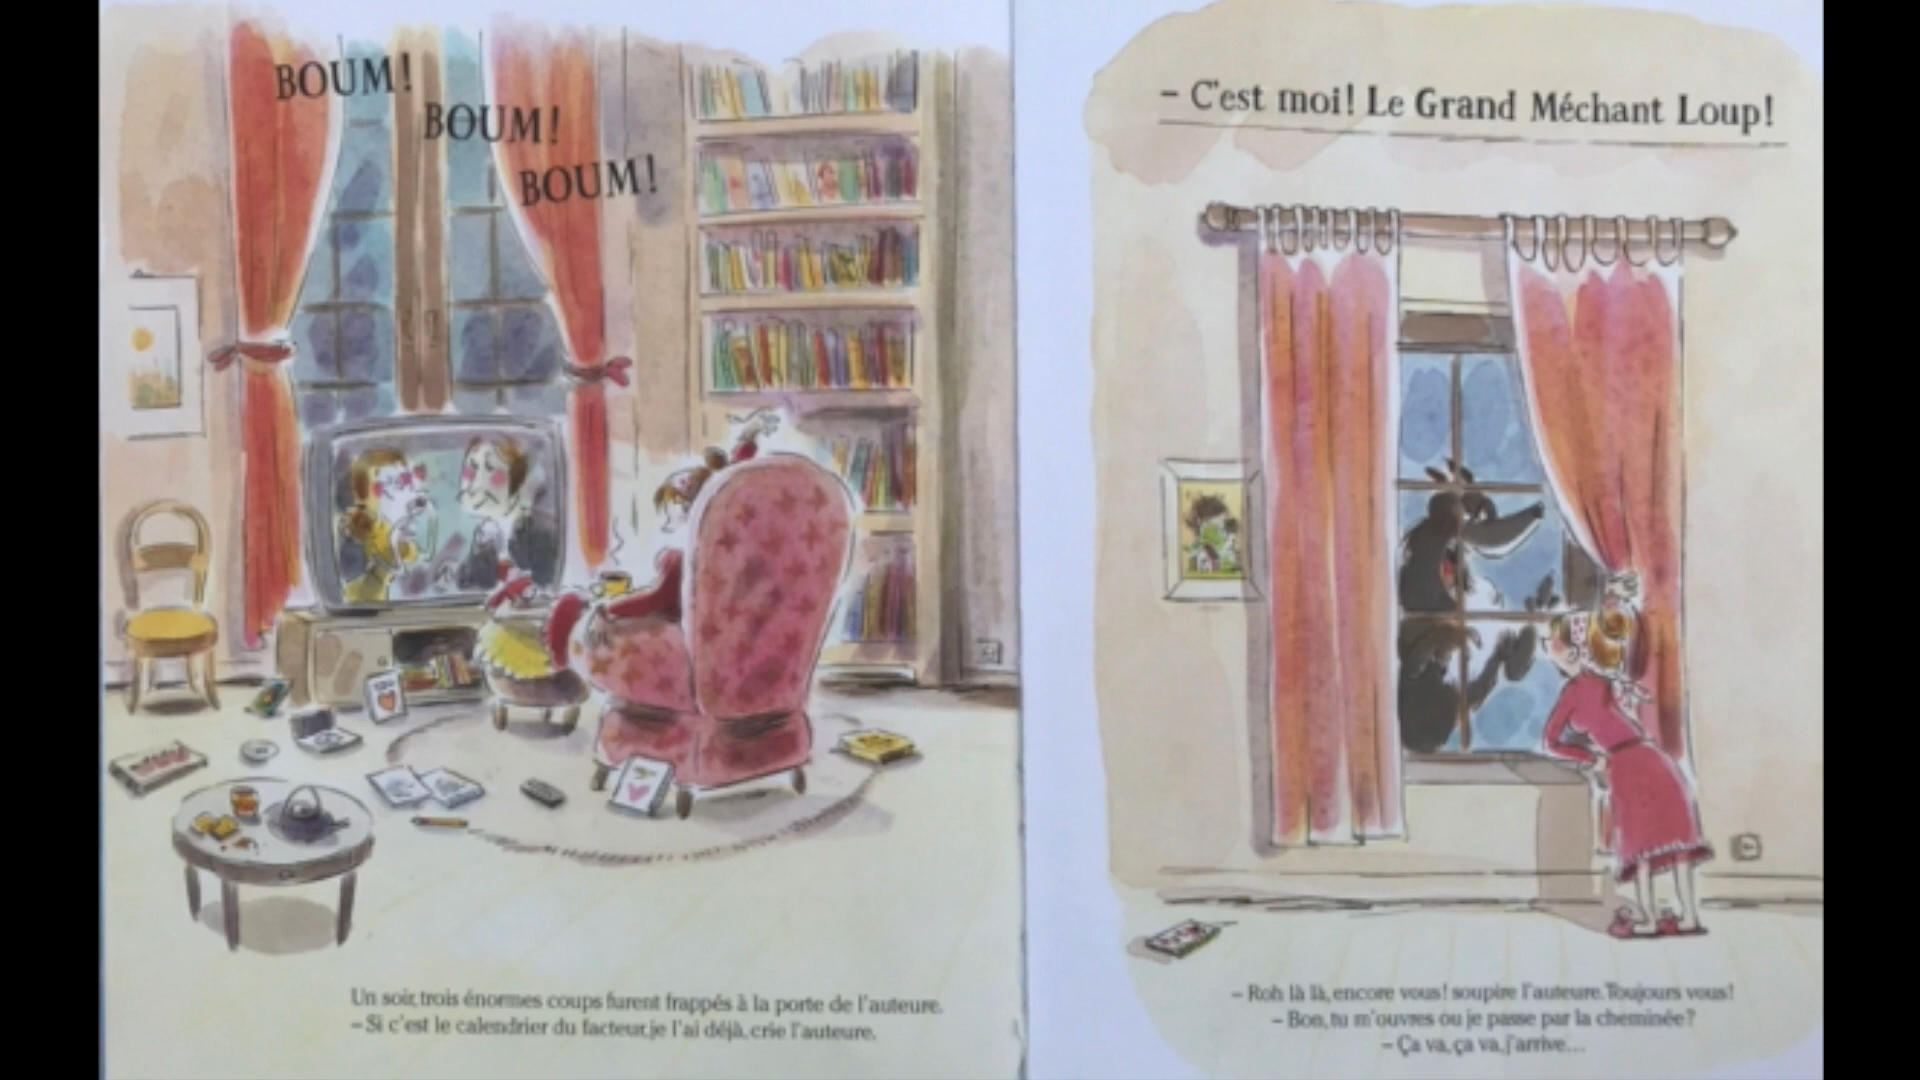 BOUM!
BOUM!
BOUM!
Un soir, trois énormes coups furent frappés à la porte de l'auteure.
– Si c'est le calendrier du facteur, je l'ai déjà, crie l'auteure.
– C'est moi! Le Grand Méchant Loup!
– Roh là là, encore vous! soupire l'auteure. Toujours vous!
– Bon, tu m'ouvres ou je passe par la cheminée?
– Ça va, ça va, j'arrive...